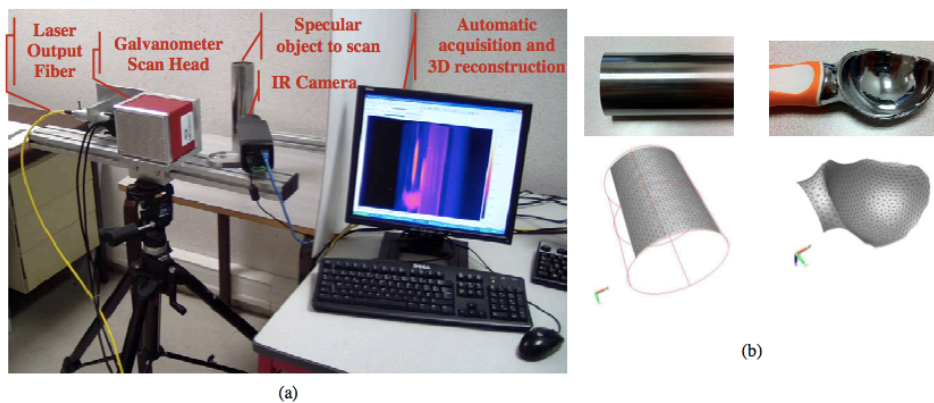 Laser
Output
Fiber
Galvanometer
Scan Head
Specular
object to scan
IR Camera
Automatic
acquisition and
3D reconstruction
DELL
(a)
(b)